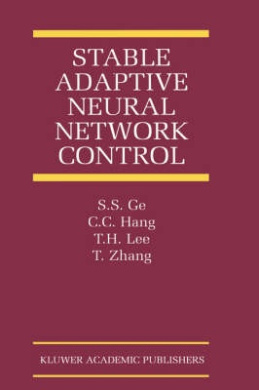 STABLE
ADAPTIVE
NEURAL
NETWORK
CONTROL
S.S. Ge
C.C. Hang
T.H. Lee
T. Zhang
KLUWER ACADEMIC PUBLISHERS